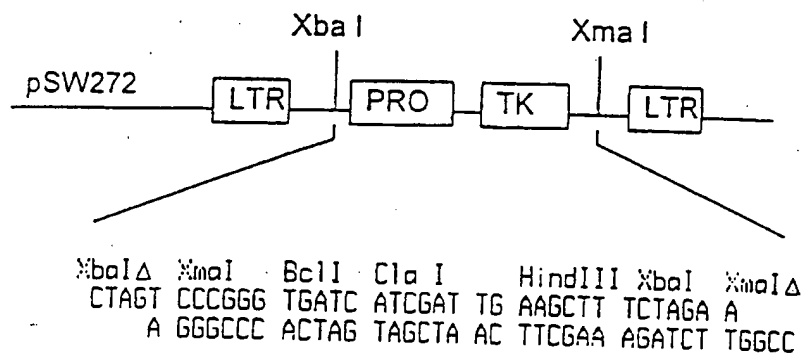 Xba I Xma I
pSW272 LTR PRO TK LTR
XbaIΔ XmaI BclI Cla I HindIII XbaI XmaIΔ
CTAGT CCCGGG TGATC ATCGAT TG AAGCTT TCTAGA A
A GGGCCC ACTAG TAGCTA AC TTCGAA AGATCT TGGCC